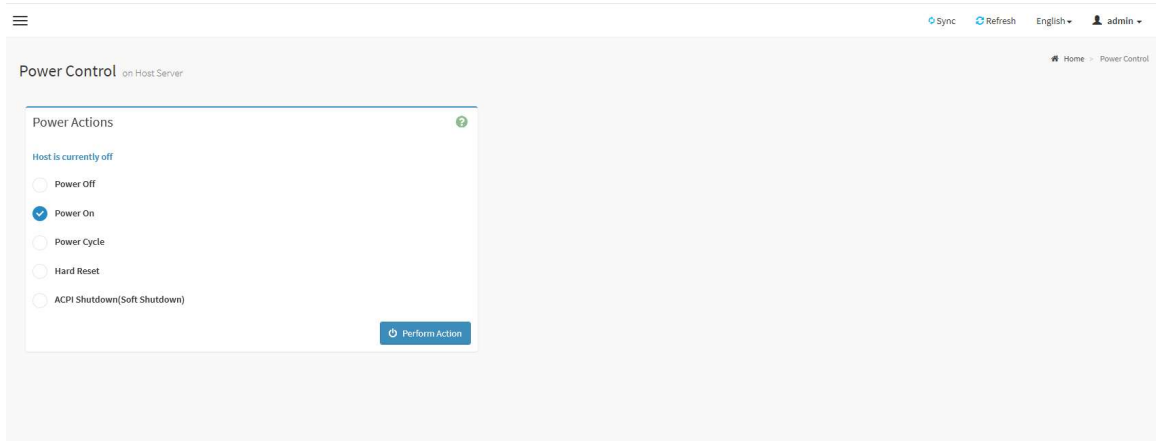 Sync Refresh English admin
Home > Power Control
Power Control on Host Server
Power Actions
Host is currently off
Power Off
Power On
Power Cycle
Hard Reset
ACPI Shutdown(Soft Shutdown)
Perform Action